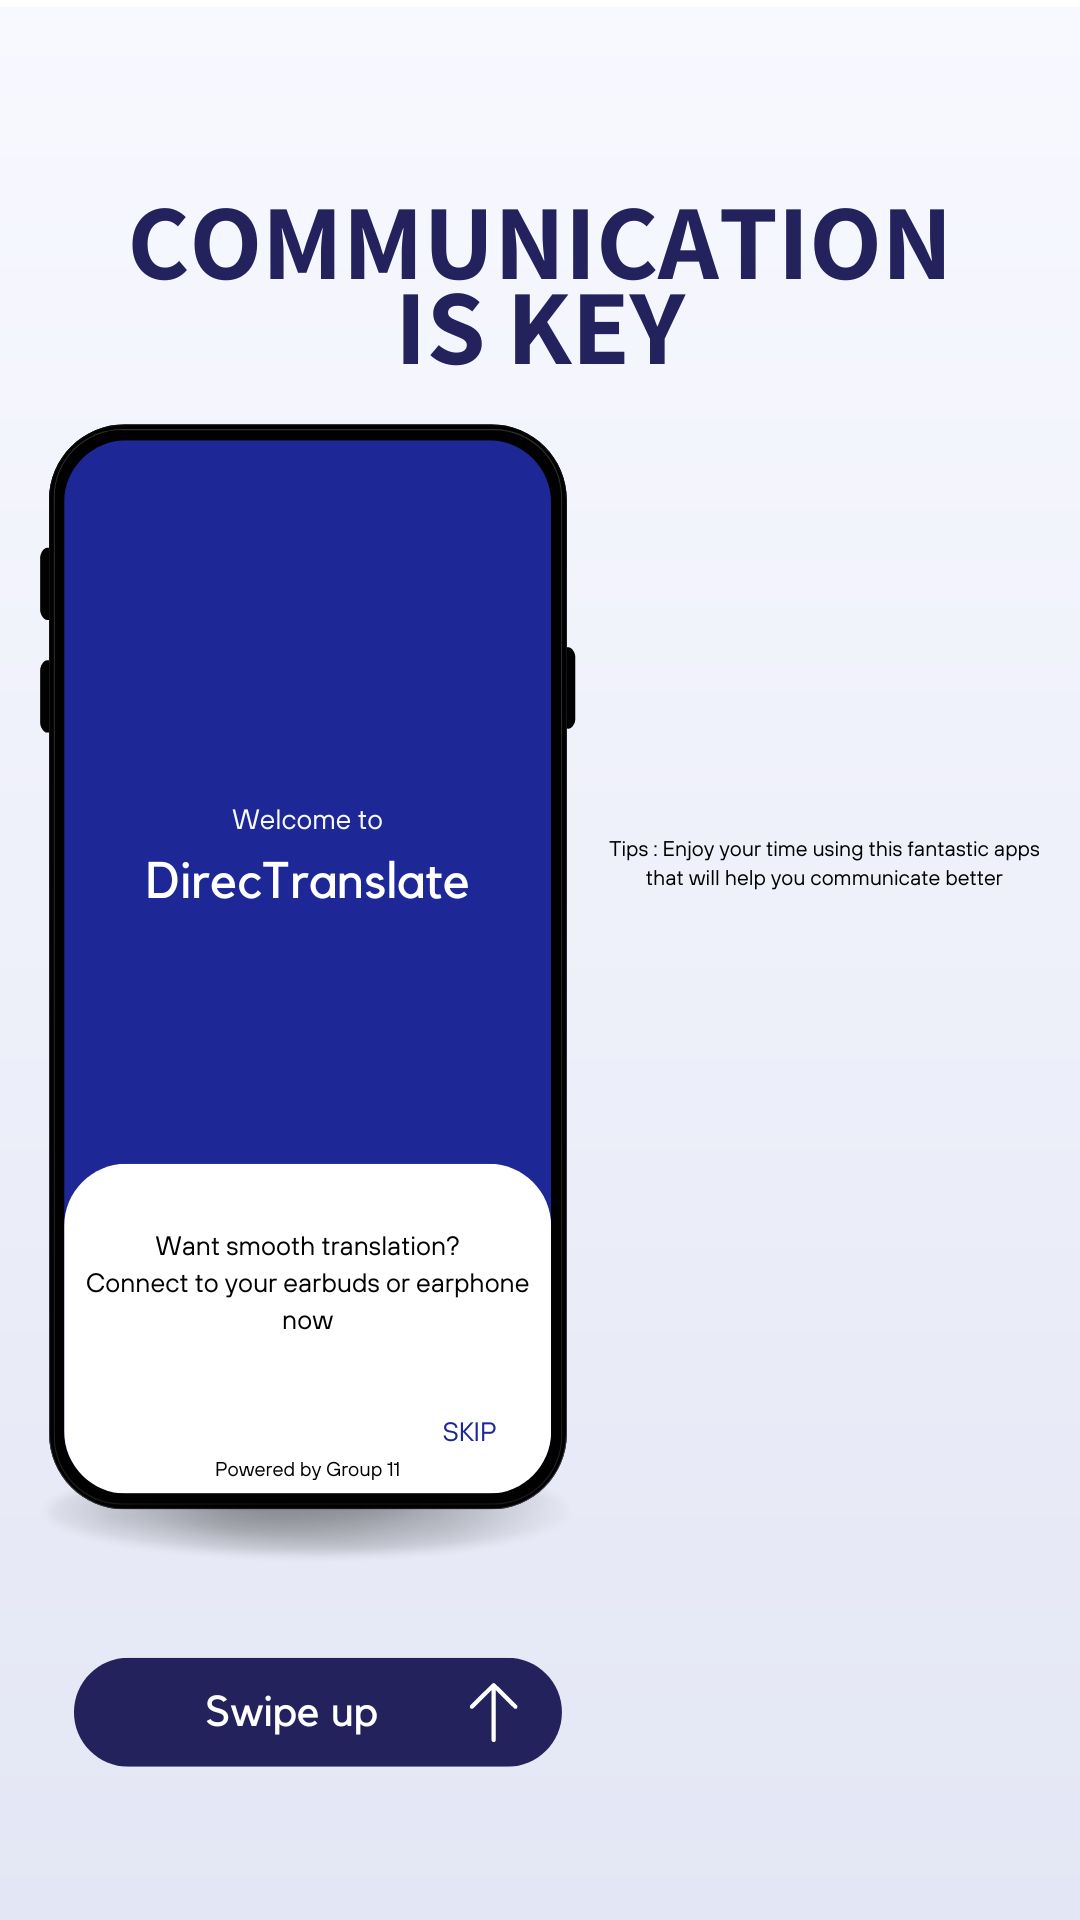 COMMUNICATION
IS KEY
Welcome to
DirecTranslate
Tips : Enjoy your time using this fantastic apps
that will help you communicate better
Want smooth translation?
Connect to your earbuds or earphone
now
SKIP
Powered by Group 11
Swipe up